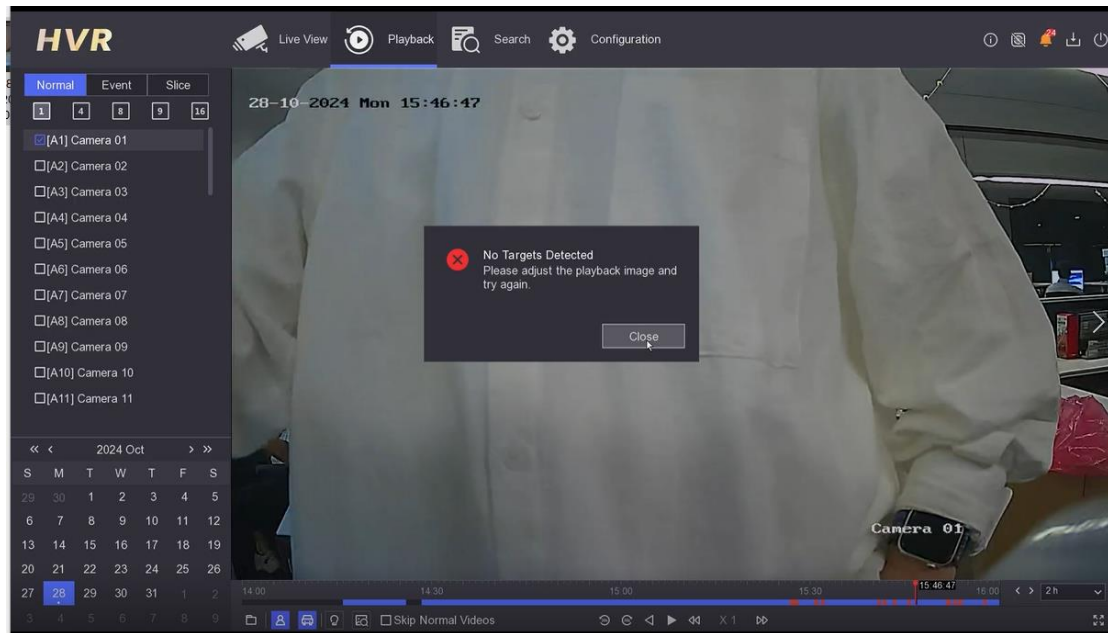 HVR
Live View
Playback
Search
Configuration
24
Normal Event Slice
1 4 8 9 16
[A1] Camera 01
[A2] Camera 02
[A3] Camera 03
[A4] Camera 04
[A5] Camera 05
[A6] Camera 06
[A7] Camera 07
[A8] Camera 08
[A9] Camera 09
[A10] Camera 10
[A11] Camera 11
2024 Oct
S M T W T F S
29 30 1 2 3 4 5
6 7 8 9 10 11 12
13 14 15 16 17 18 19
20 21 22 23 24 25 26
27 28 29 30 31 1 2
3 4 5 6 7 8 9
28-10-2024 Mon 15:46:47
No Targets Detected
Please adjust the playback image and
try again.
Close
Camera 01
14:00 14:30 15:00 15:30 15:46:47 16:00 2 h
Skip Normal Videos
X 1